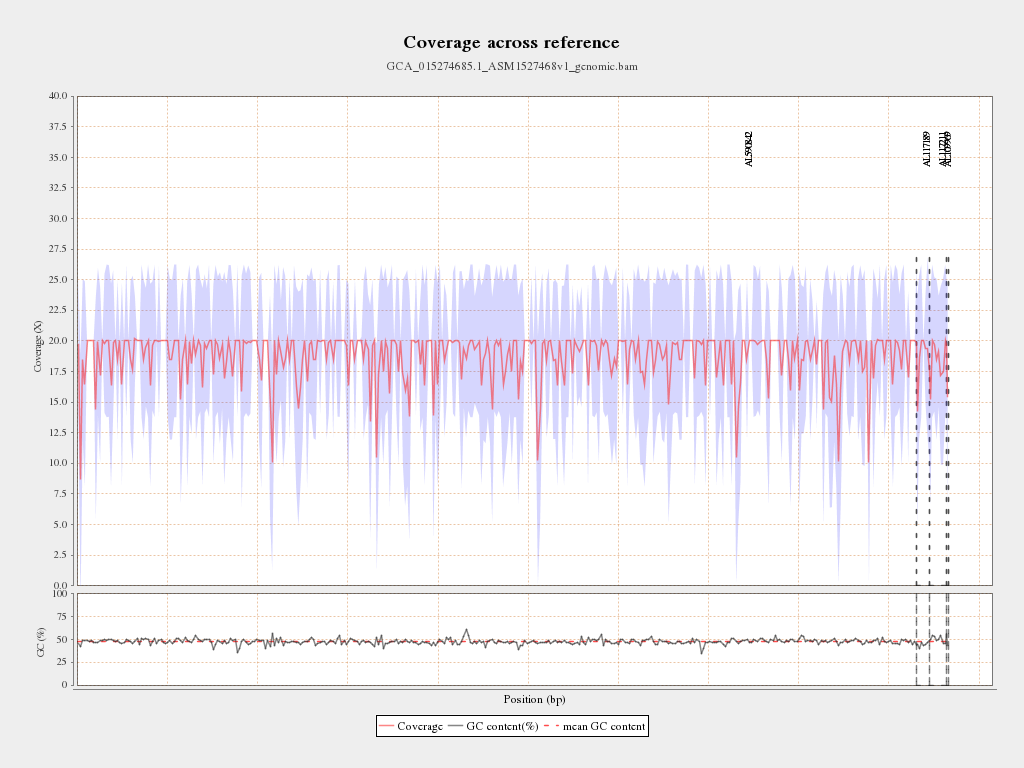 Coverage across reference
GCA_015274685.1_ASM1527468v1_genomic.bam
40.0
37.5
35.0
32.5
30.0
27.5
25.0
22.5
20.0
17.5
15.0
12.5
10.0
7.5
5.0
2.5
0.0
Coverage (X)
AL590842
AL117189
AL117211
AL109969
100
75
50
25
0
GC (%)
Position (bp)
Coverage GC content(%) mean GC content